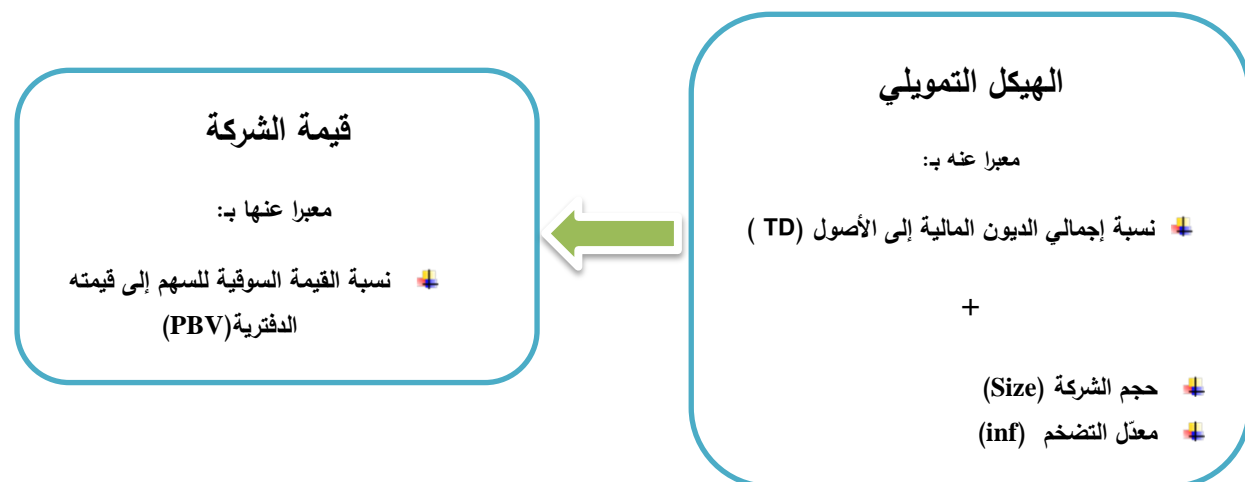 الهيكل التمويلي
معبرا عنه بـ:
نسبة إجمالي الديون المالية إلى الأصول (TD )
+
حجم الشركة (Size)
معدّل التضخم (inf)
قيمة الشركة
معبرا عنها بـ:
نسبة القيمة السوقية للسهم إلى قيمته
الدفترية(PBV)